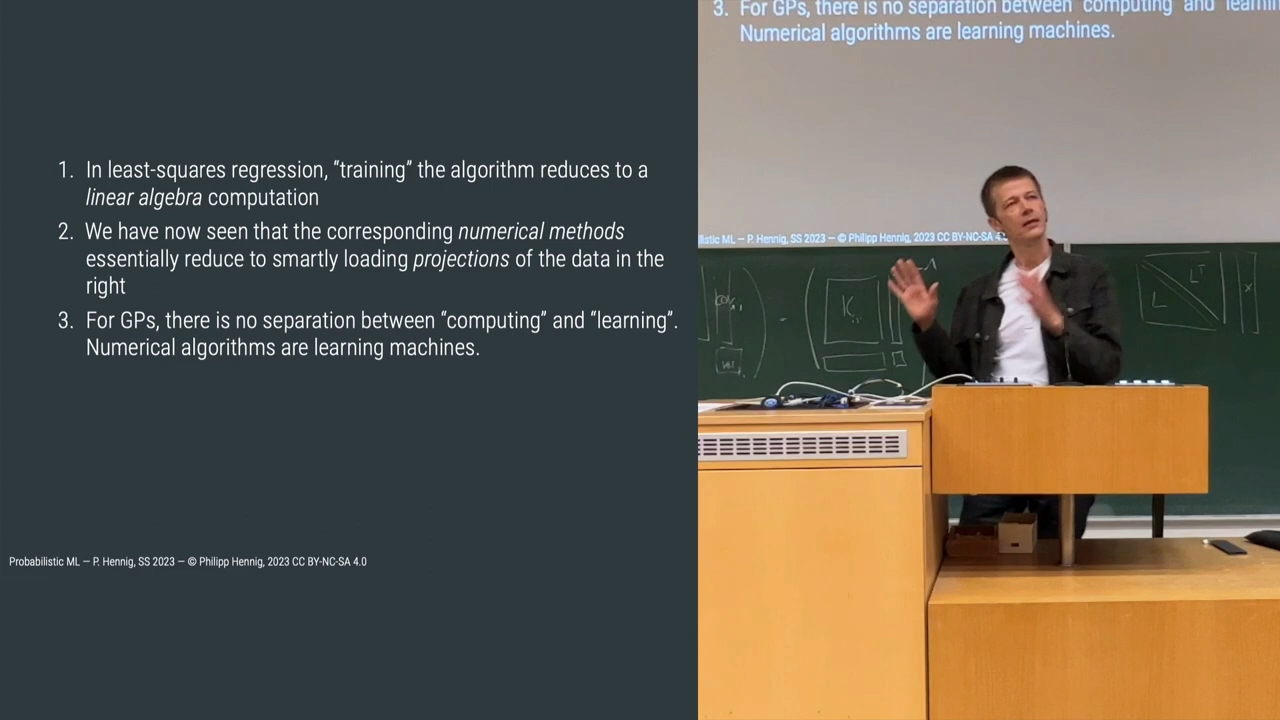 1. In least-squares regression, “training” the algorithm reduces to a
linear algebra computation
2. We have now seen that the corresponding numerical methods
essentially reduce to smartly loading projections of the data in the
right
3. For GPs, there is no separation between “computing” and “learning”.
Numerical algorithms are learning machines.
Probabilistic ML — P. Hennig, SS 2023 — © Philipp Hennig, 2023 CC BY-NC-SA 4.0
3. For GPs, there is no separation between "computing" and "learnin
Numerical algorithms are learning machines.
listic ML — P. Hennig, SS 2023 — © Philipp Hennig, 2023 CC BY-NC-SA 4.
K
L
L^T
x